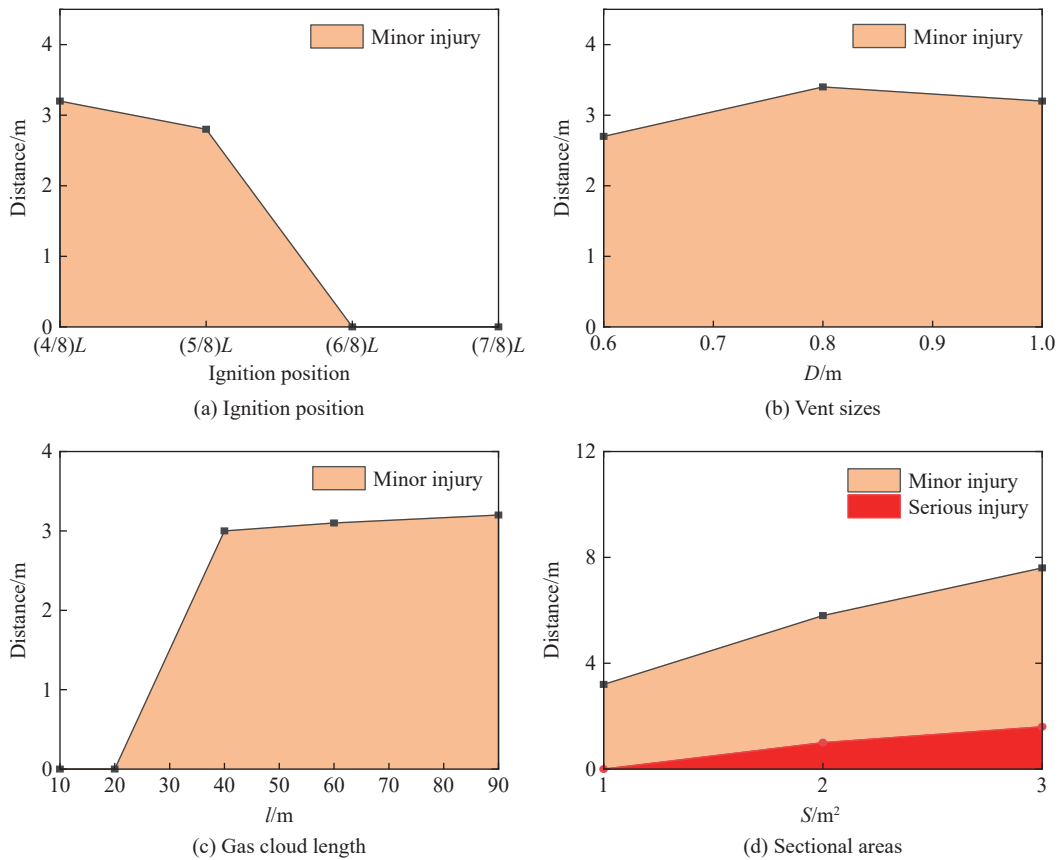 4
3
2
1
0
Distance/m
Minor injury
(4/8)L
(5/8)L
(6/8)L
(7/8)L
Ignition position
(a) Ignition position
4
3
2
1
0
Distance/m
Minor injury
0.6
0.7
0.8
0.9
1.0
D/m
(b) Vent sizes
4
3
2
1
0
Distance/m
Minor injury
10
20
30
40
50
60
70
80
90
l/m
(c) Gas cloud length
12
8
4
0
Distance/m
Minor injury
Serious injury
1
2
3
S/m²
(d) Sectional areas